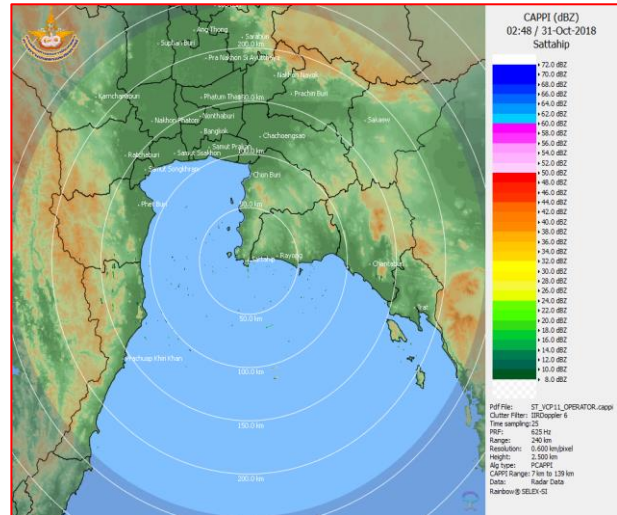 CAPPI (dBZ)
02:48 / 31-Oct-2018
Sattahip
72.0 dBZ
70.0 dBZ
68.0 dBZ
66.0 dBZ
64.0 dBZ
62.0 dBZ
60.0 dBZ
58.0 dBZ
56.0 dBZ
54.0 dBZ
52.0 dBZ
50.0 dBZ
48.0 dBZ
46.0 dBZ
44.0 dBZ
42.0 dBZ
40.0 dBZ
38.0 dBZ
36.0 dBZ
34.0 dBZ
32.0 dBZ
30.0 dBZ
28.0 dBZ
26.0 dBZ
24.0 dBZ
22.0 dBZ
20.0 dBZ
18.0 dBZ
16.0 dBZ
14.0 dBZ
12.0 dBZ
10.0 dBZ
8.0 dBZ
Pdf File: ST_VCP11_OPERATOR.cappi
Clutter Filter: IIRDoppler 6
Time sampling: 25
PRF: 625 Hz
Range: 240 km
Resolution: 0.600 km/pixel
Height: 2.500 km
Alg type: PCAPPI
CAPPI Range: 7 km to 139 km
Data: Radar Data
Rainbow® SELEX-SI
Ang Thong
Saraburi
Suphan Buri
200.0 km
Pra Nakhon Si Ayutthaya
Nakhon Nayok
Kanchanaburi
Phatum Thani
Prachin Buri
Nakhon Pathom
Nonthaburi
Sakaew
Bangkok
Chachoengsao
Samut Prakan
Ratchaburi
Samut Saakhon
Samut Songkhram
Chun Buri
Phet Buri
Sattahip
Rayong
Chantaburi
Trat
50.0 km
Prachuap Khiri Khan
100.0 km
150.0 km
200.0 km